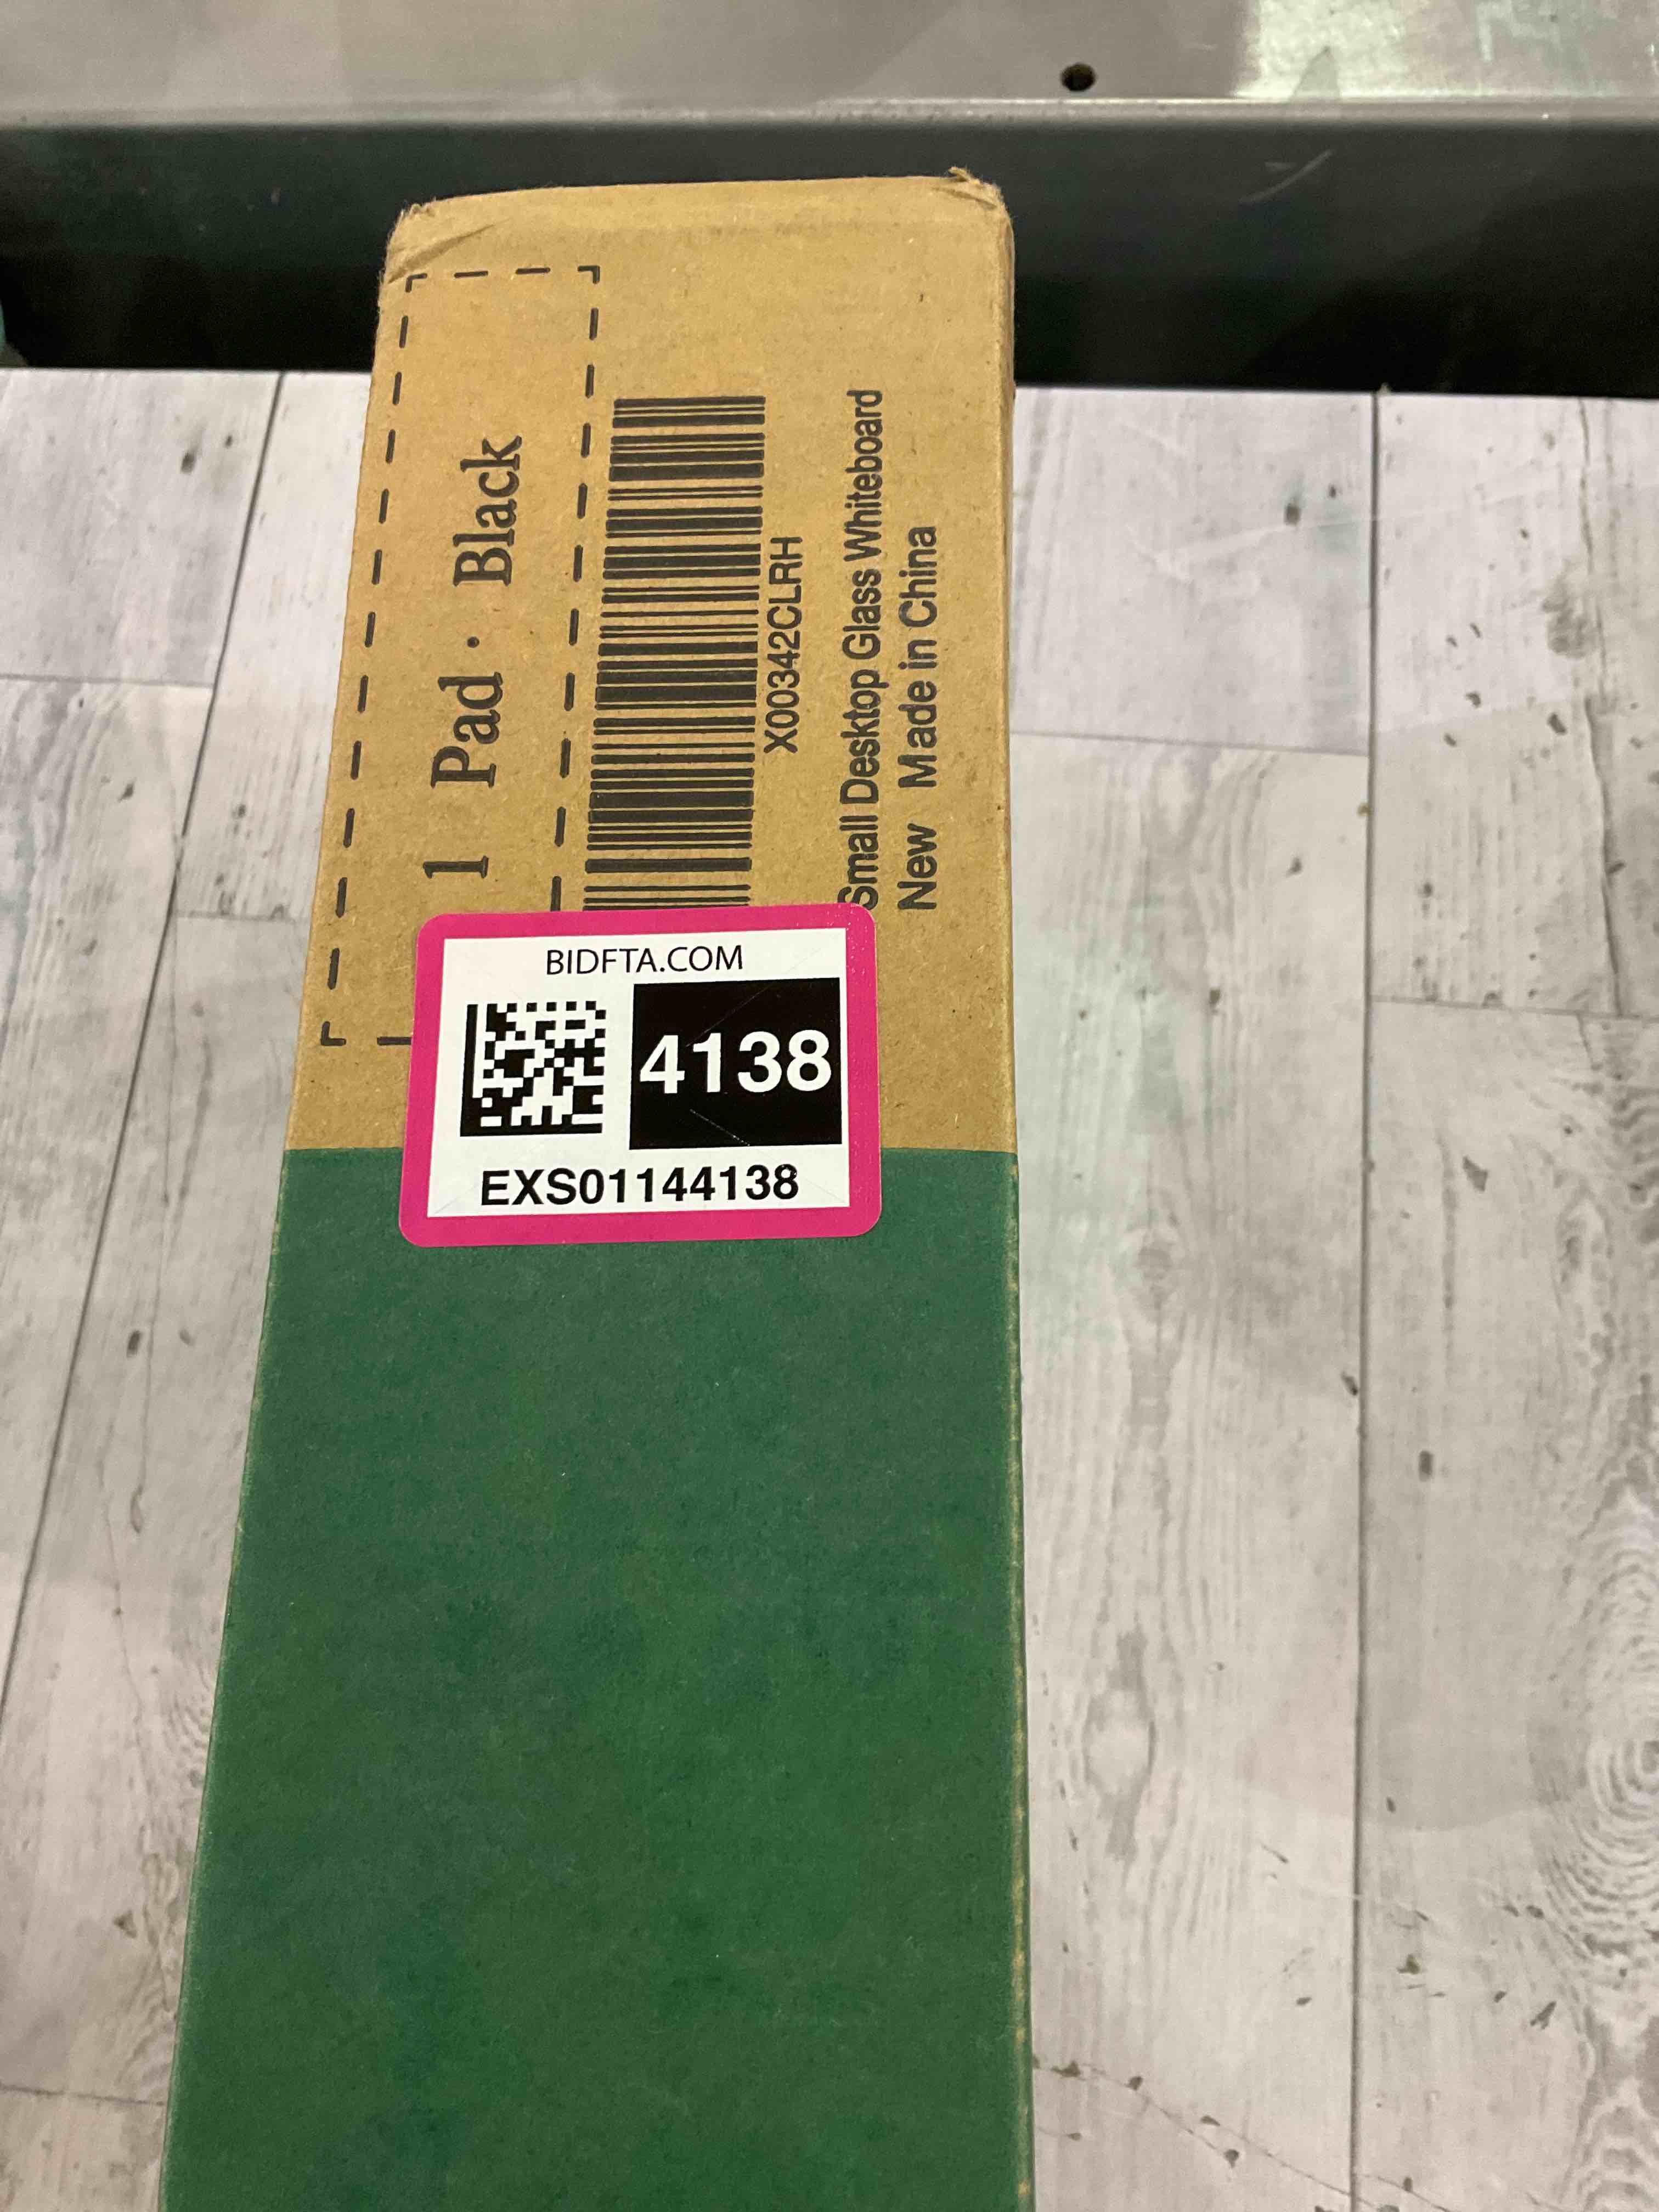 1 Pad · Black
X00342CLRH
Small Desktop Glass Whiteboard
New Made in China
BIDFTA.COM
4138
EXS01144138